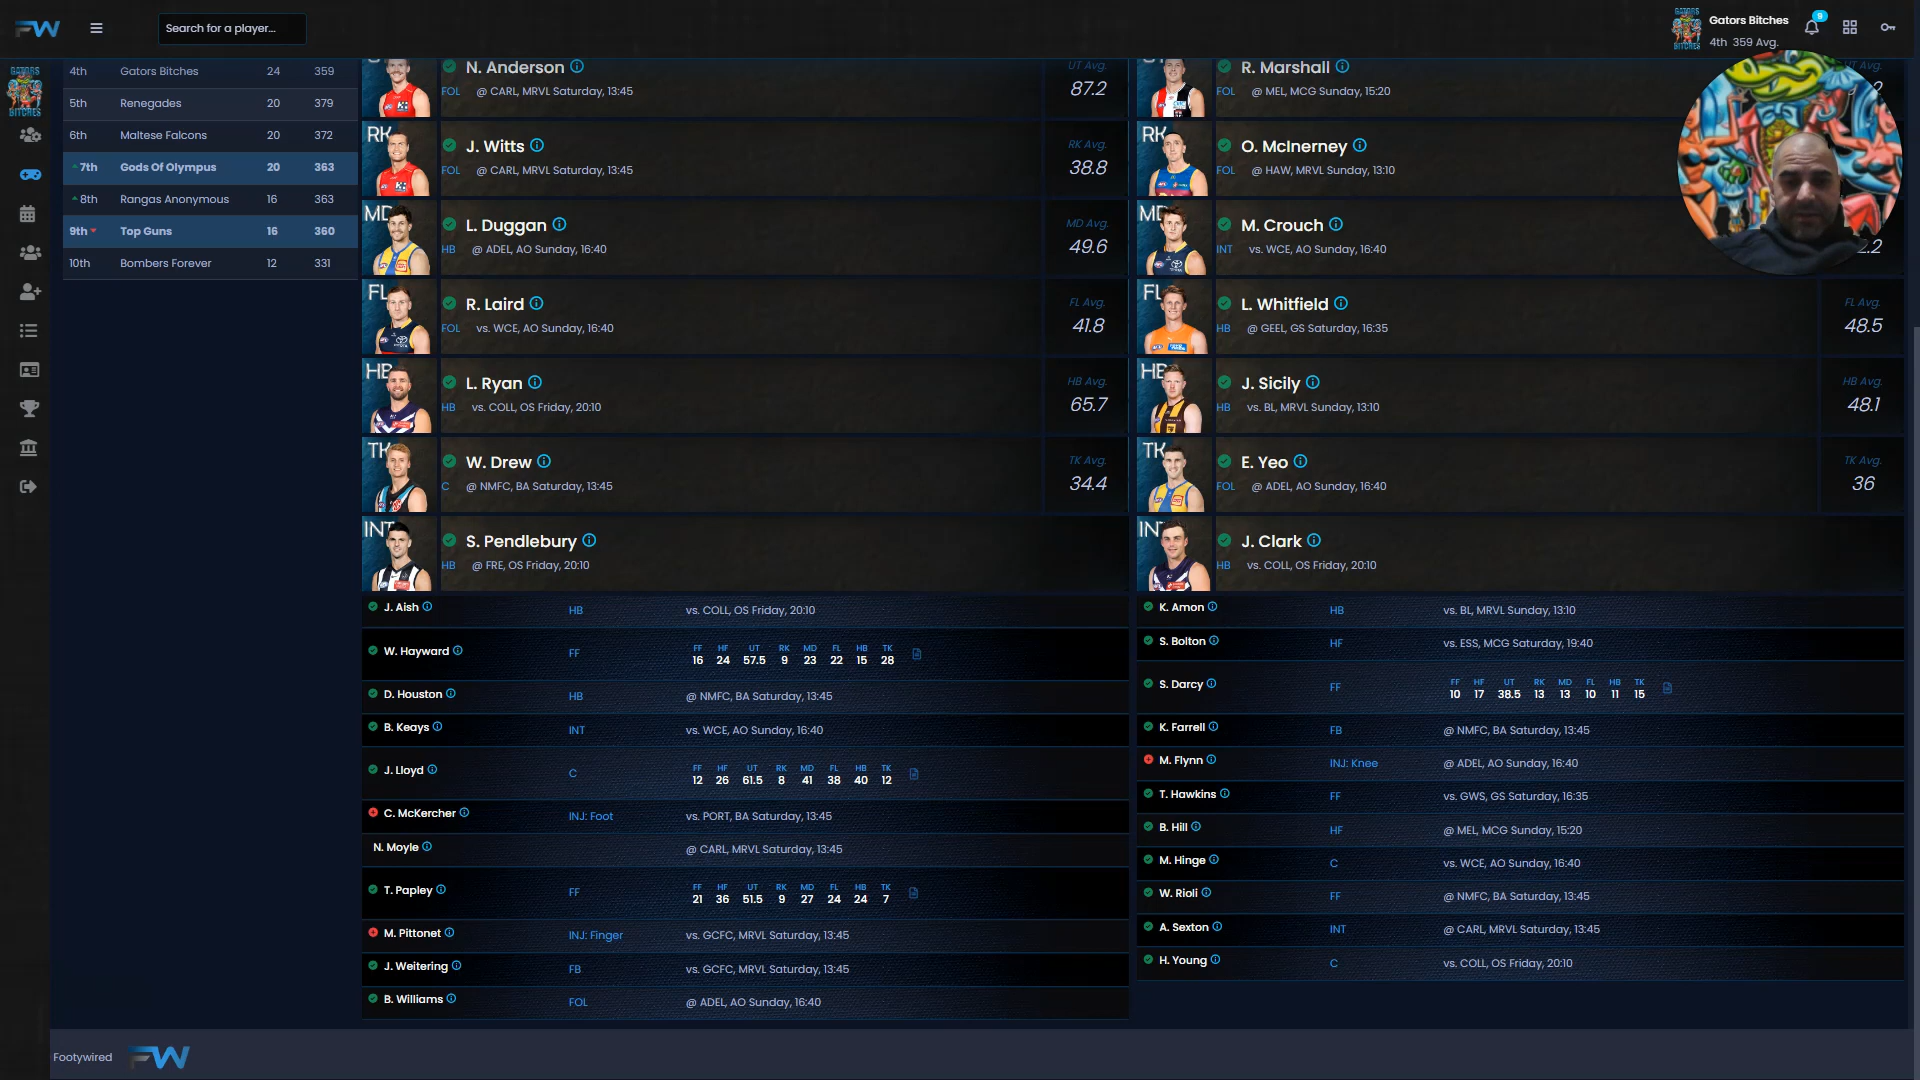 FW
Search for a player...
Gators Bitches
4th 359 Avg.
9
GATORS
BITCHES
4th Gators Bitches 24 359
5th Renegades 20 379
6th Maltese Falcons 20 372
7th Gods Of Olympus 20 363
8th Rangas Anonymous 16 363
9th Top Guns 16 360
10th Bombers Forever 12 331
N. Anderson
UT Avg.
FOL @ CARL, MRVL Saturday, 13:45
87.2
RK
J. Witts
RK Avg.
FOL @ CARL, MRVL Saturday, 13:45
38.8
MD
L. Duggan
MD Avg.
HB @ ADEL, AO Sunday, 16:40
49.6
FL
R. Laird
FL Avg.
FOL vs. WCE, AO Sunday, 16:40
41.8
HB
L. Ryan
HB Avg.
HB vs. COLL, OS Friday, 20:10
65.7
TK
W. Drew
TK Avg.
C @ NMFC, BA Saturday, 13:45
34.4
INT
S. Pendlebury
HB @ FRE, OS Friday, 20:10
J. Aish HB vs. COLL, OS Friday, 20:10
W. Hayward FF
FF HF UT RK MD FL HB TK
16 24 57.5 9 23 22 15 28
D. Houston HB @ NMFC, BA Saturday, 13:45
B. Keays INT vs. WCE, AO Sunday, 16:40
J. Lloyd C
FF HF UT RK MD FL HB TK
12 26 61.5 8 41 38 40 12
C. McKercher INJ: Foot vs. PORT, BA Saturday, 13:45
N. Moyle @ CARL, MRVL Saturday, 13:45
T. Papley FF
FF HF UT RK MD FL HB TK
21 36 51.5 9 27 24 24 7
M. Pittonet INJ: Finger vs. GCFC, MRVL Saturday, 13:45
J. Weitering FB vs. GCFC, MRVL Saturday, 13:45
B. Williams FOL @ ADEL, AO Sunday, 16:40
R. Marshall
UT Avg.
FOL @ MEL, MCG Sunday, 15:20
RK
O. McInerney
FOL @ HAW, MRVL Sunday, 13:10
MD
M. Crouch
INT vs. WCE, AO Sunday, 16:40
2.2
FL
L. Whitfield
FL Avg.
HB @ GEEL, GS Saturday, 16:35
48.5
HB
J. Sicily
HB Avg.
HB vs. BL, MRVL Sunday, 13:10
48.1
TK
E. Yeo
TK Avg.
FOL @ ADEL, AO Sunday, 16:40
36
INT
J. Clark
HB vs. COLL, OS Friday, 20:10
K. Amon HB vs. BL, MRVL Sunday, 13:10
S. Bolton HF vs. ESS, MCG Saturday, 19:40
S. Darcy FF
FF HF UT RK MD FL HB TK
10 17 38.5 13 13 10 11 15
K. Farrell FB @ NMFC, BA Saturday, 13:45
M. Flynn INJ: Knee @ ADEL, AO Sunday, 16:40
T. Hawkins FF vs. GWS, GS Saturday, 16:35
B. Hill HF @ MEL, MCG Sunday, 15:20
M. Hinge C vs. WCE, AO Sunday, 16:40
W. Rioli FF @ NMFC, BA Saturday, 13:45
A. Sexton INT @ CARL, MRVL Saturday, 13:45
H. Young C vs. COLL, OS Friday, 20:10
Footywired FW